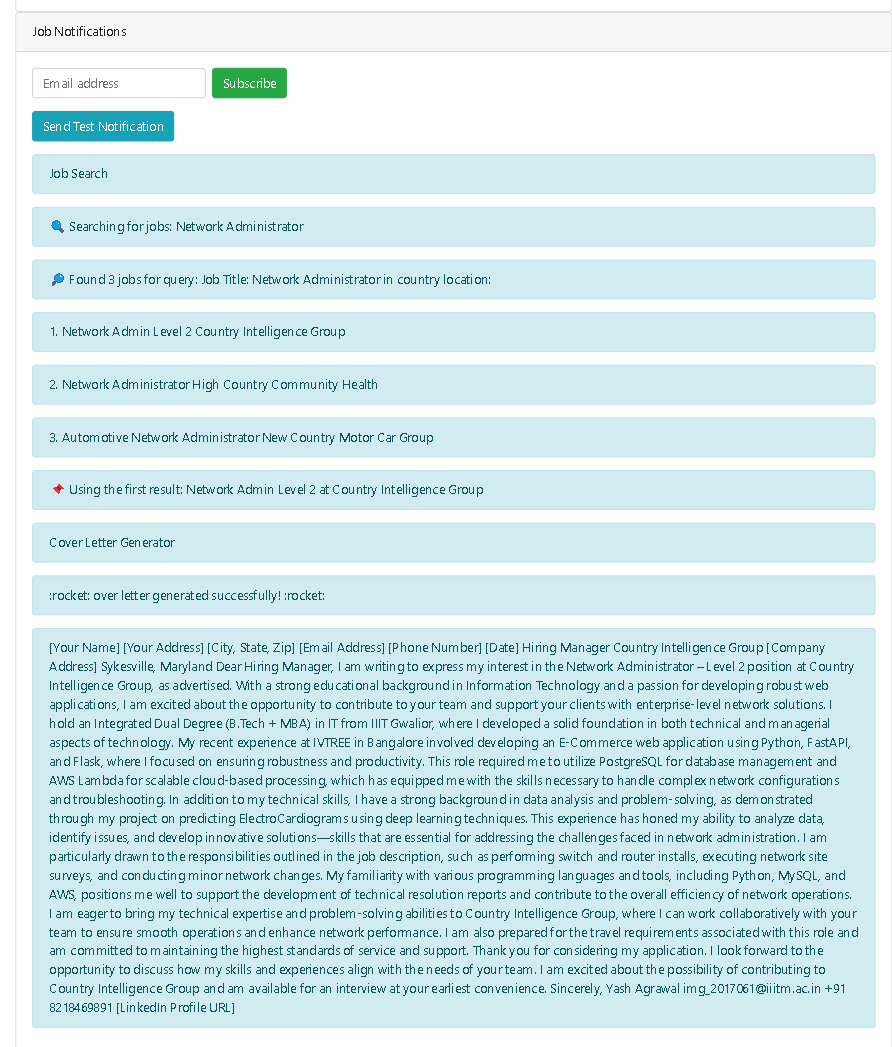 Job Notifications
Email address
Subscribe
Send Test Notification
Job Search
Searching for jobs: Network Administrator
Found 3 jobs for query: Job Title: Network Administrator in country location:
1. Network Admin Level 2 Country Intelligence Group
2. Network Administrator High Country Community Health
3. Automotive Network Administrator New Country Motor Car Group
Using the first result: Network Admin Level 2 at Country Intelligence Group
Cover Letter Generator
:rocket: over letter generated successfully! :rocket:
[Your Name] [Your Address] [City, State, Zip] [Email Address] [Phone Number] [Date] Hiring Manager Country Intelligence Group [Company
Address] Sykesville, Maryland Dear Hiring Manager, I am writing to express my interest in the Network Administrator – Level 2 position at Country
Intelligence Group, as advertised. With a strong educational background in Information Technology and a passion for developing robust web
applications, I am excited about the opportunity to contribute to your team and support your clients with enterprise-level network solutions. I
hold an Integrated Dual Degree (B.Tech + MBA) in IT from IIIT Gwalior, where I developed a solid foundation in both technical and managerial
aspects of technology. My recent experience at IVTREE in Bangalore involved developing an E-Commerce web application using Python, FastAPI,
and Flask, where I focused on ensuring robustness and productivity. This role required me to utilize PostgreSQL for database management and
AWS Lambda for scalable cloud-based processing, which has equipped me with the skills necessary to handle complex network configurations
and troubleshooting. In addition to my technical skills, I have a strong background in data analysis and problem-solving, as demonstrated
through my project on predicting ElectroCardiograms using deep learning techniques. This experience has honed my ability to analyze data,
identify issues, and develop innovative solutions—skills that are essential for addressing the challenges faced in network administration. I am
particularly drawn to the responsibilities outlined in the job description, such as performing switch and router installs, executing network site
surveys, and conducting minor network changes. My familiarity with various programming languages and tools, including Python, MySQL, and
AWS, positions me well to support the development of technical resolution reports and contribute to the overall efficiency of network operations.
I am eager to bring my technical expertise and problem-solving abilities to Country Intelligence Group, where I can work collaboratively with your
team to ensure smooth operations and enhance network performance. I am also prepared for the travel requirements associated with this role and
am committed to maintaining the highest standards of service and support. Thank you for considering my application. I look forward to the
opportunity to discuss how my skills and experiences align with the needs of your team. I am excited about the possibility of contributing to
Country Intelligence Group and am available for an interview at your earliest convenience. Sincerely, Yash Agrawal img_2017061@iiitm.ac.in +91
8218469891 [LinkedIn Profile URL]